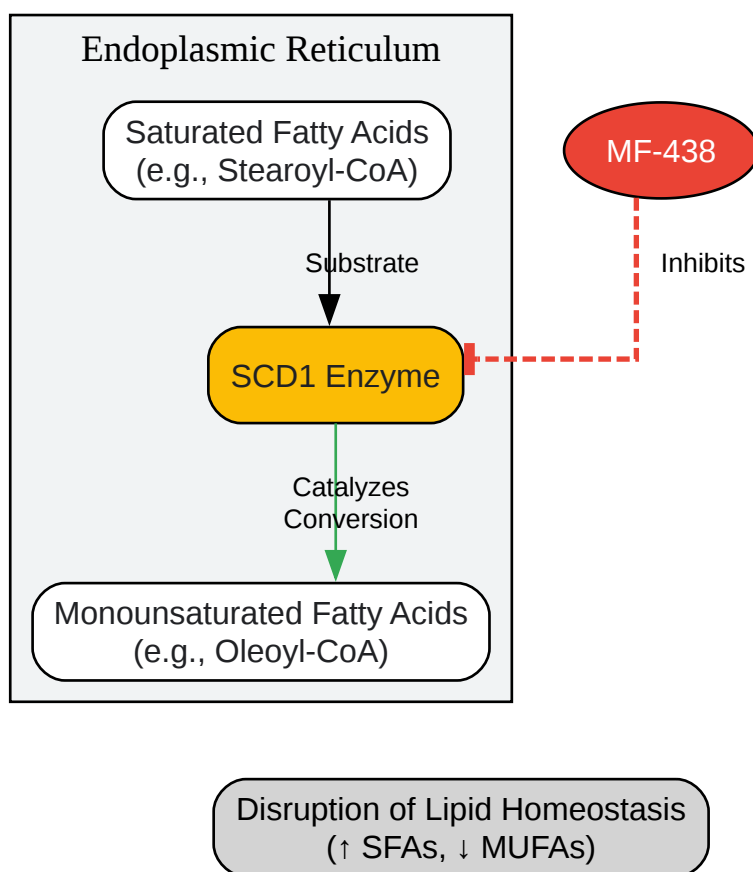 Endoplasmic Reticulum
Saturated Fatty Acids
(e.g., Stearoyl-CoA)
MF-438
Substrate
Inhibits
SCD1 Enzyme
Catalyzes
Conversion
Monounsaturated Fatty Acids
(e.g., Oleoyl-CoA)
Disruption of Lipid Homeostasis
(↑ SFAs, ↓ MUFAs)